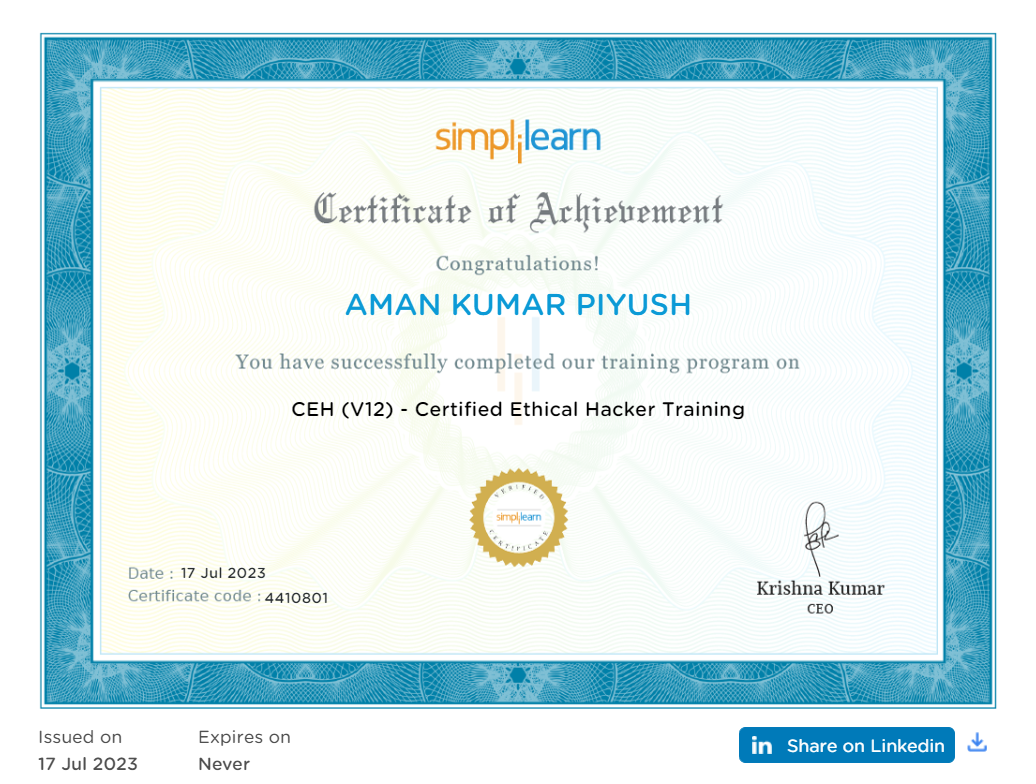 simplilearn
Certificate of Achievement
Congratulations!
AMAN KUMAR PIYUSH
You have successfully completed our training program on
CEH (V12) - Certified Ethical Hacker Training
VERIFIED
simplilearn
CERTIFICATE
Date : 17 Jul 2023
Certificate code : 4410801
Krishna Kumar
CEO
Issued on
17 Jul 2023
Expires on
Never
in Share on Linkedin